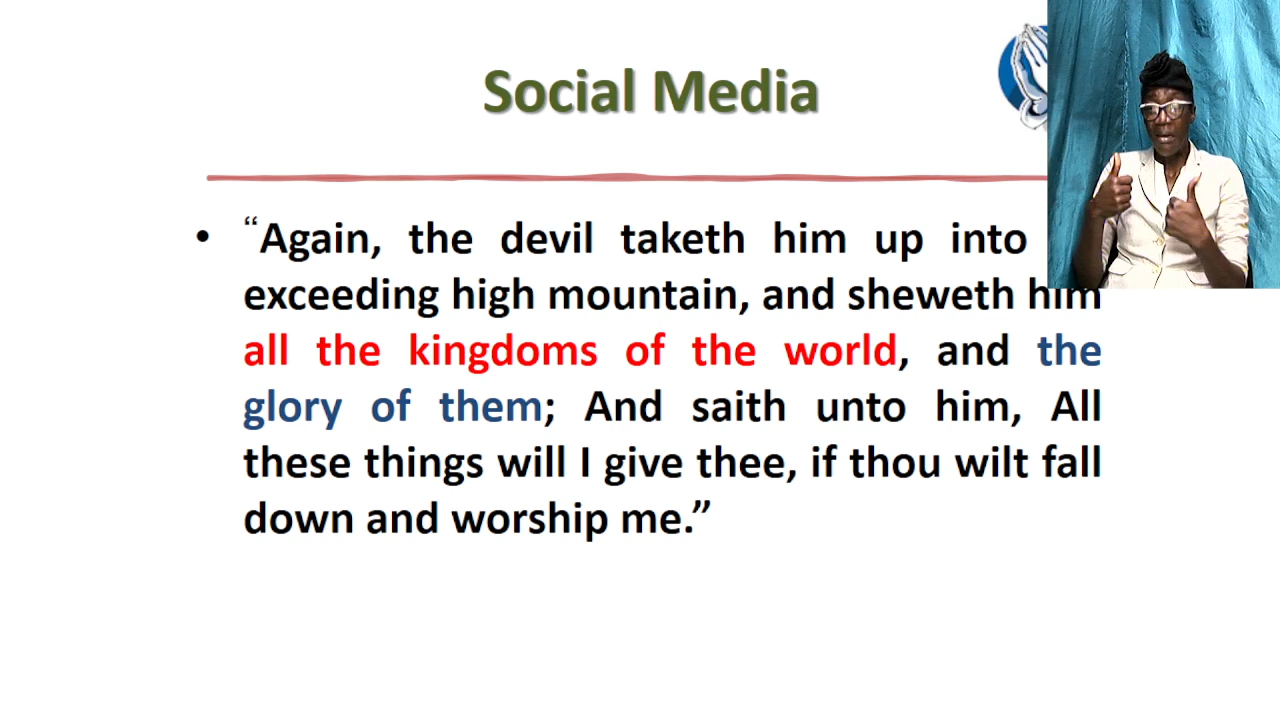 Social Media
• “Again, the devil taketh him up into
exceeding high mountain, and sheweth him
all the kingdoms of the world, and the
glory of them; And saith unto him, All
these things will I give thee, if thou wilt fall
down and worship me.”